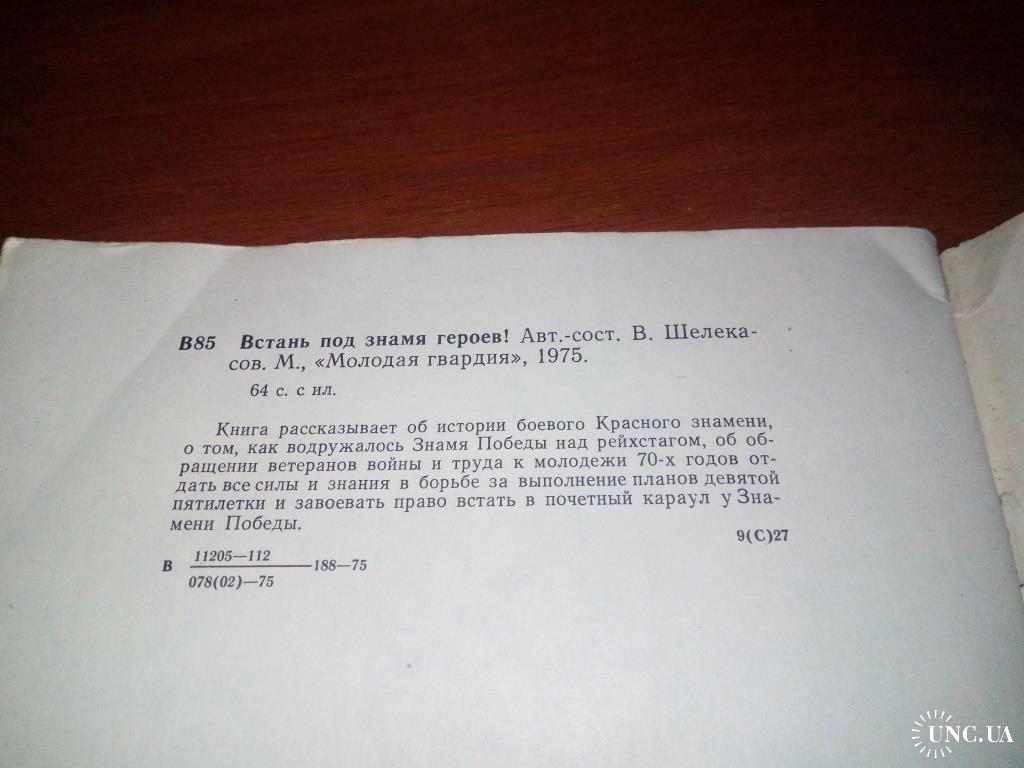 В85 Встань под знамя героев! Авт.-сост. В. Шелека-
сов. М., «Молодая гвардия», 1975.
64 с. с ил.
Книга рассказывает об истории боевого Красного знамени,
о том, как водружалось Знамя Победы над рейхстагом, об об-
ращении ветеранов войны и труда к молодежи 70-х годов от-
дать все силы и знания в борьбе за выполнение планов девятой
пятилетки и завоевать право встать в почетный караул у Зна-
мени Победы.
9(С)27
11205—112
В 188—75
078(02)—75
UNC.UA